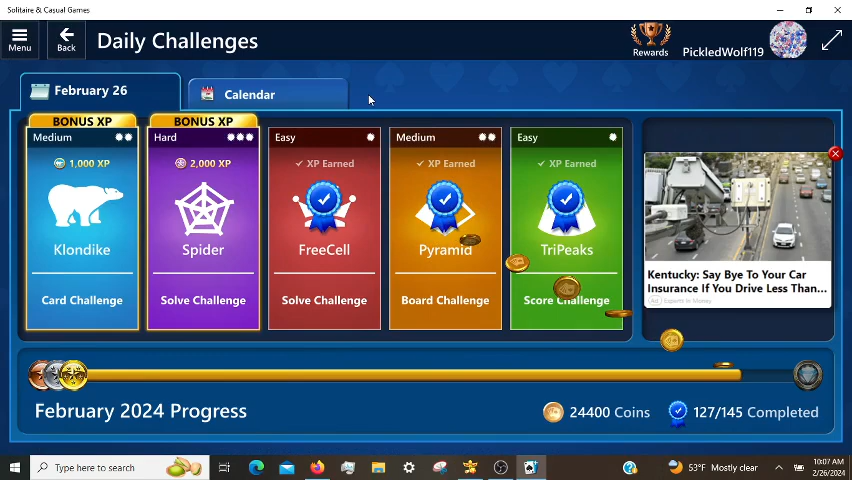 Solitaire & Casual Games
Menu
Back
Daily Challenges
Rewards
PickledWolf119
February 26
Calendar
BONUS XP
BONUS XP
Medium
Hard
Easy
Medium
Easy
1,000 XP
2,000 XP
XP Earned
XP Earned
XP Earned
Klondike
Spider
FreeCell
Pyramid
TriPeaks
Card Challenge
Solve Challenge
Solve Challenge
Board Challenge
Score Challenge
Kentucky: Say Bye To Your Car
Insurance If You Drive Less Than...
Ad Experts In Money
February 2024 Progress
24400 Coins
127/145 Completed
Type here to search
53°F Mostly clear
10:07 AM
2/26/2024